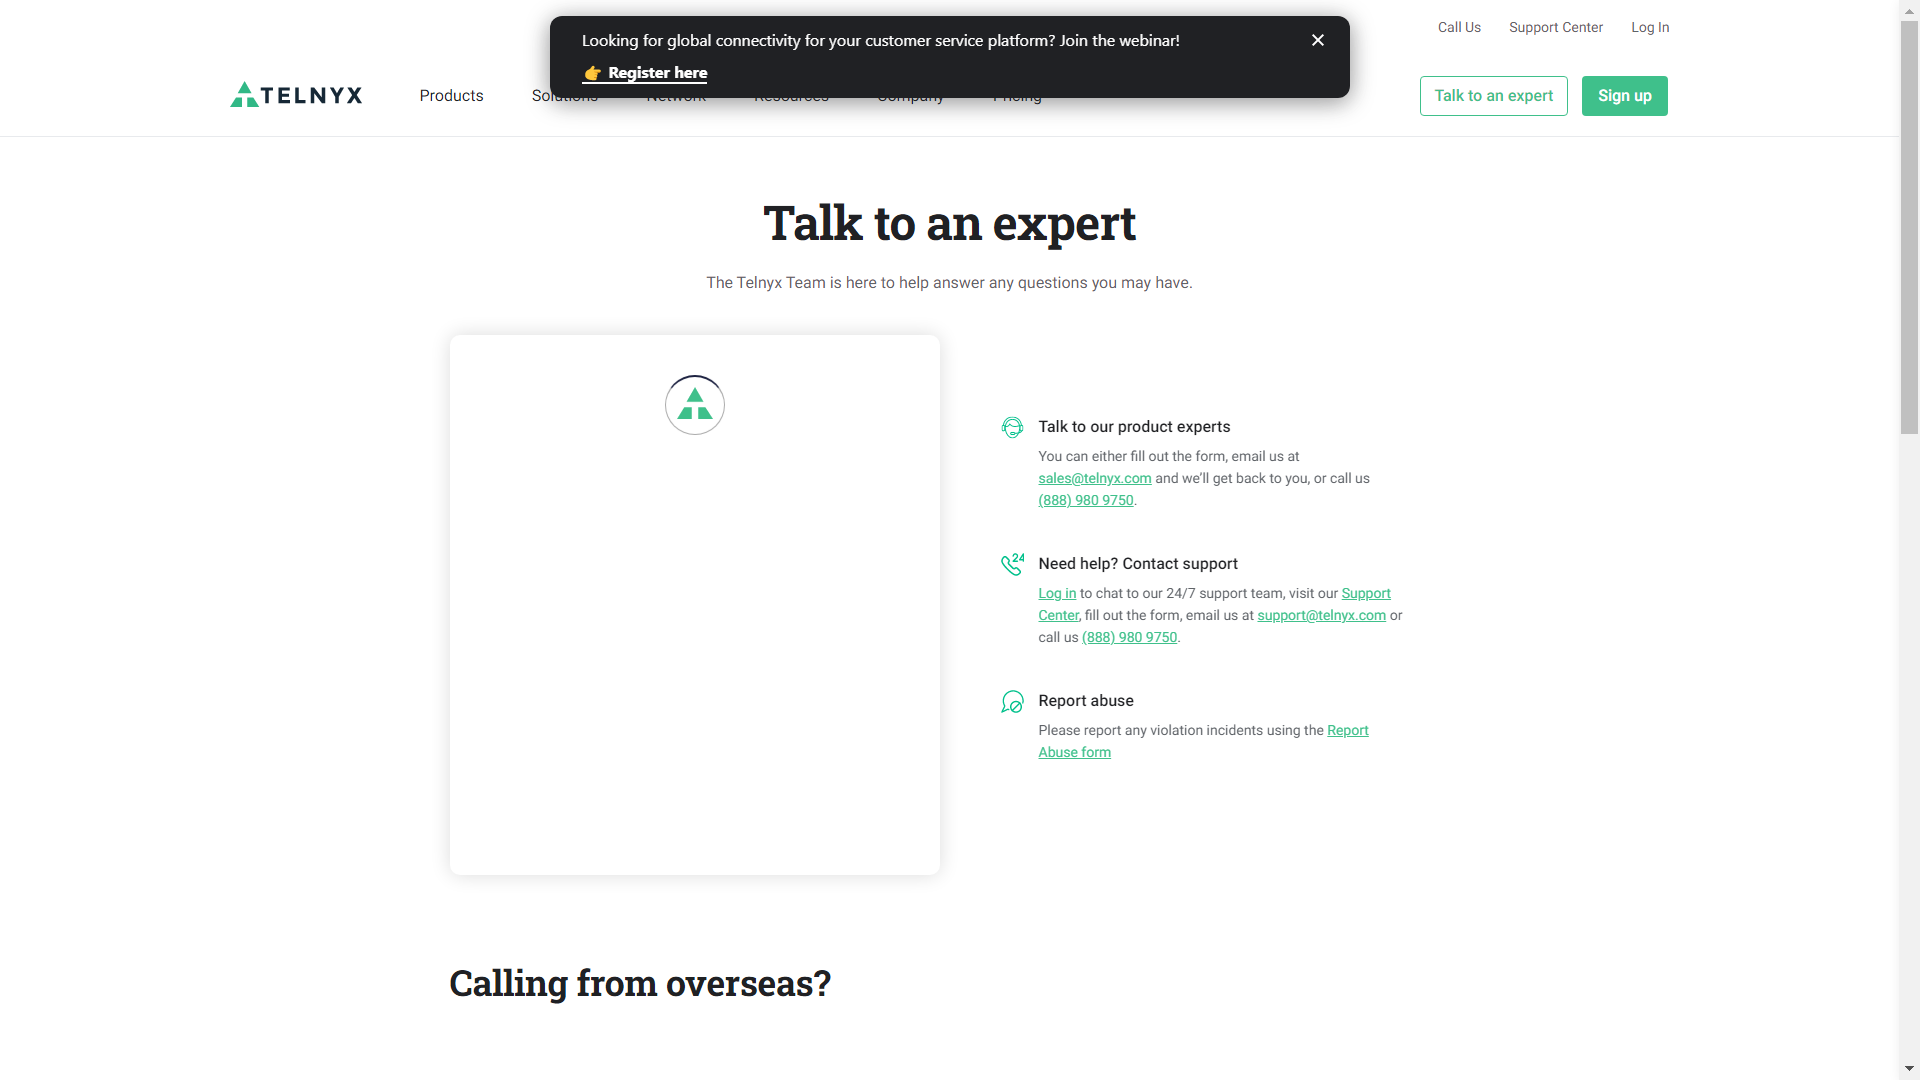 Looking for global connectivity for your customer service platform? Join the webinar!
👉 Register here
Call Us
Support Center
Log In
TELNYX
Products
Solutions
Network
Resources
Company
Pricing
Talk to an expert
Sign up
Talk to an expert
The Telnyx Team is here to help answer any questions you may have.
Talk to our product experts
You can either fill out the form, email us at
sales@telnyx.com and we’ll get back to you, or call us
(888) 980 9750.
24
Need help? Contact support
Log in to chat to our 24/7 support team, visit our Support
Center, fill out the form, email us at support@telnyx.com or
call us (888) 980 9750.
Report abuse
Please report any violation incidents using the Report
Abuse form
Calling from overseas?